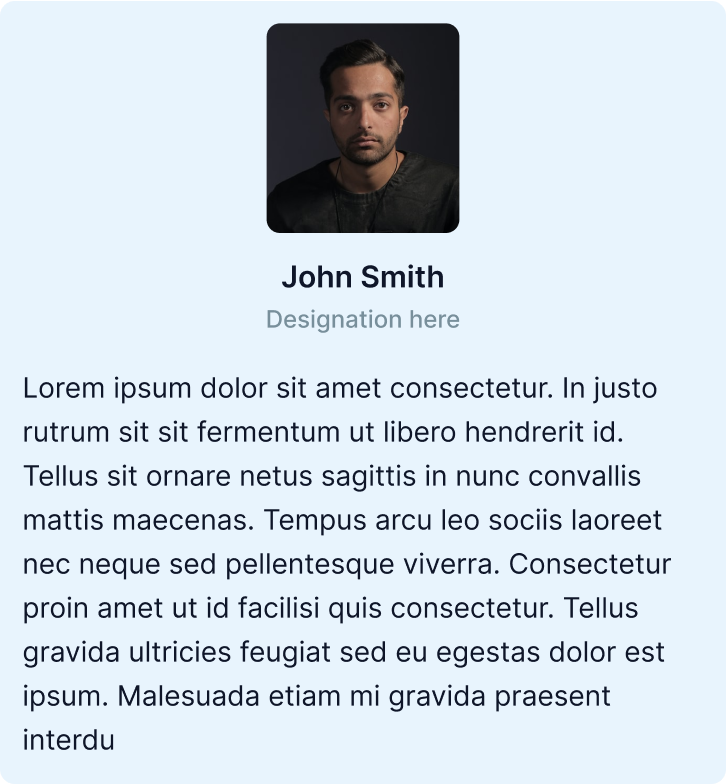 John Smith
Designation here
Lorem ipsum dolor sit amet consectetur. In justo
rutrum sit sit fermentum ut libero hendrerit id.
Tellus sit ornare netus sagittis in nunc convallis
mattis maecenas. Tempus arcu leo sociis laoreet
nec neque sed pellentesque viverra. Consectetur
proin amet ut id facilisi quis consectetur. Tellus
gravida ultricies feugiat sed eu egestas dolor est
ipsum. Malesuada etiam mi gravida praesent
interdu